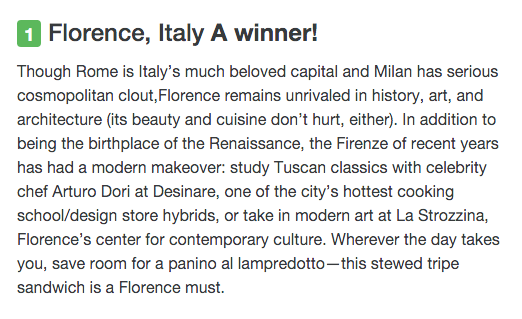 1 Florence, Italy A winner!
Though Rome is Italy’s much beloved capital and Milan has serious
cosmopolitan clout,Florence remains unrivaled in history, art, and
architecture (its beauty and cuisine don’t hurt, either). In addition to
being the birthplace of the Renaissance, the Firenze of recent years
has had a modern makeover: study Tuscan classics with celebrity
chef Arturo Dori at Desinare, one of the city’s hottest cooking
school/design store hybrids, or take in modern art at La Strozzina,
Florence’s center for contemporary culture. Wherever the day takes
you, save room for a panino al lampredotto—this stewed tripe
sandwich is a Florence must.